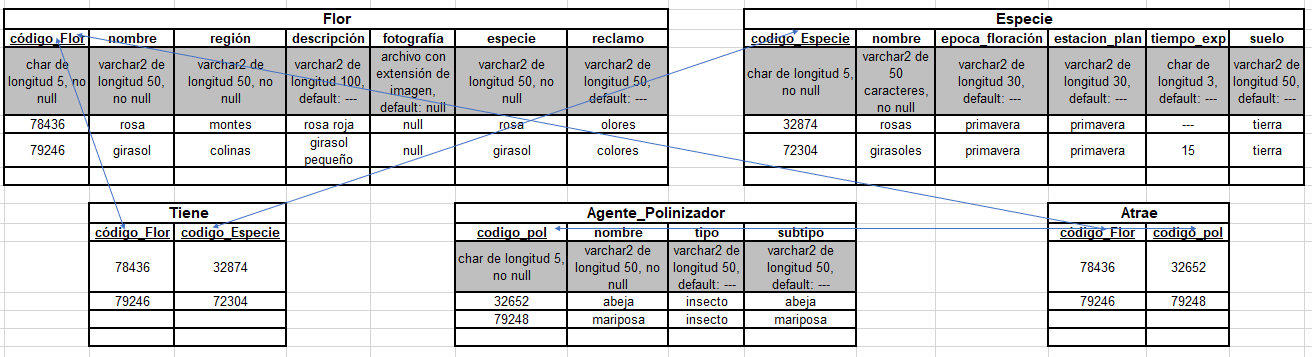 Flor
código_Flor nombre región descripción fotografía especie reclamo
char de longitud 5, no null
varchar2 de longitud 50, no null
varchar2 de longitud 50, no null
varchar2 de longitud 100, default: ---
archivo con extensión de imagen, default: null
varchar2 de longitud 50, no null
varchar2 de longitud 50, default: ---
78436 rosa montes rosa roja null rosa olores
79246 girasol colinas girasol pequeño null girasol colores
Especie
codigo_Especie nombre epoca_floración estacion_plan tiempo_exp suelo
char de longitud 5, no null
varchar2 de 50 caracteres, no null
varchar2 de longitud 30, default: ---
varchar2 de longitud 30, default: ---
char de longitud 3, default: ---
varchar2 de longitud 50, default: ---
32874 rosas primavera primavera --- tierra
72304 girasoles primavera primavera 15 tierra
Tiene
código_Flor codigo_Especie
78436 32874
79246 72304
Agente_Polinizador
codigo_pol nombre tipo subtipo
char de longitud 5, no null
varchar2 de longitud 50, no null
varchar2 de longitud 50, default: ---
varchar2 de longitud 50, default: ---
32652 abeja insecto abeja
79248 mariposa insecto mariposa
Atrae
código_Flor codigo_pol
78436 32652
79246 79248